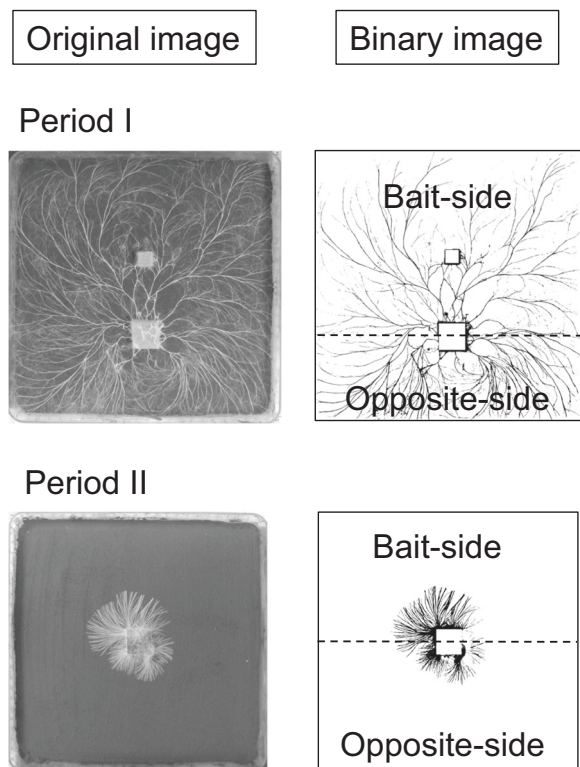 Original image
Binary image
Period I
Bait-side
Opposite-side
Period II
Bait-side
Opposite-side